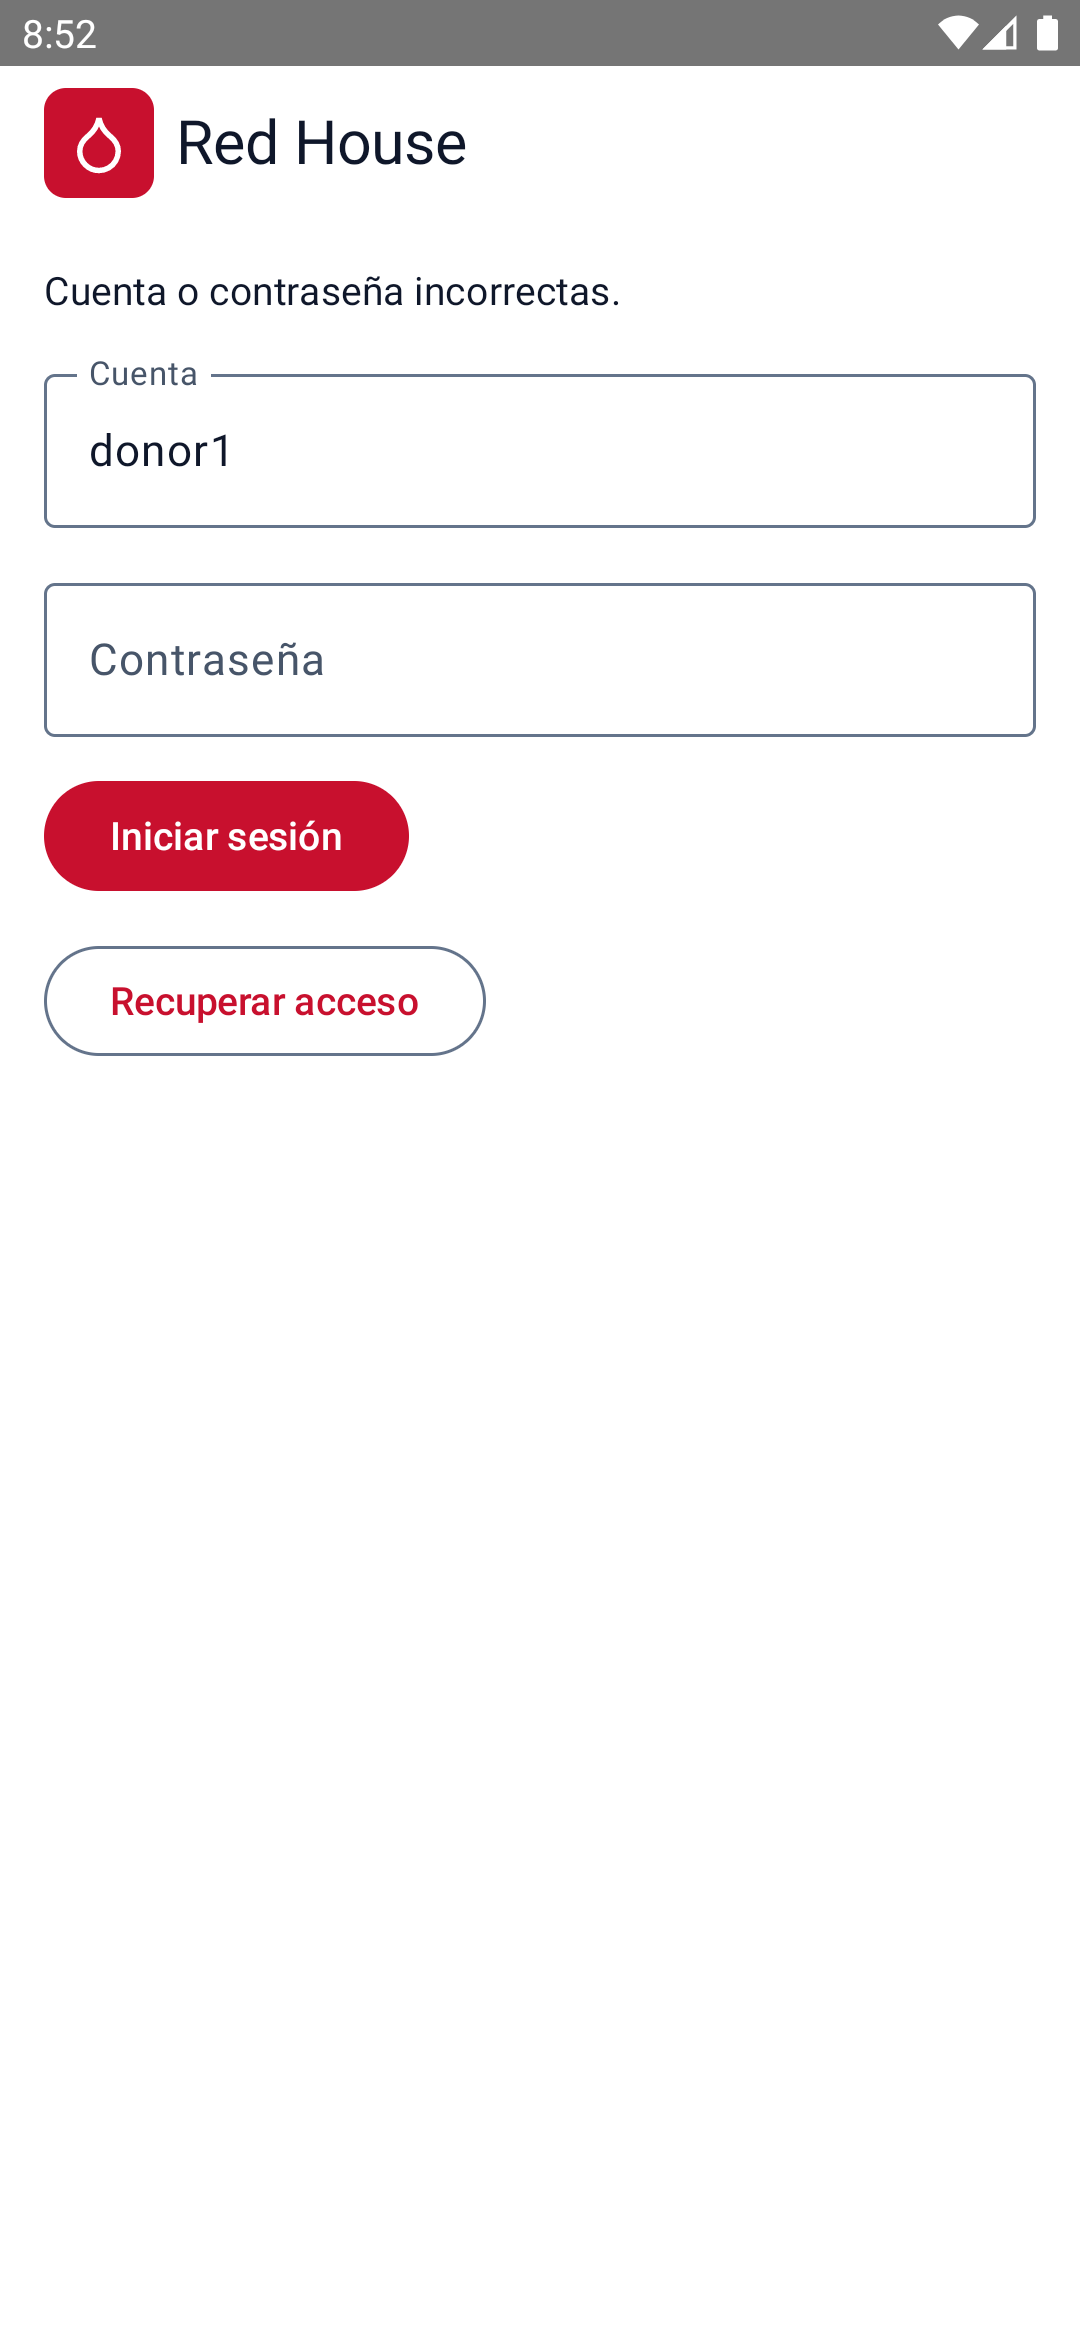 8:52
Red House
Cuenta o contraseña incorrectas.
Cuenta
donor1
Contraseña
Iniciar sesión
Recuperar acceso